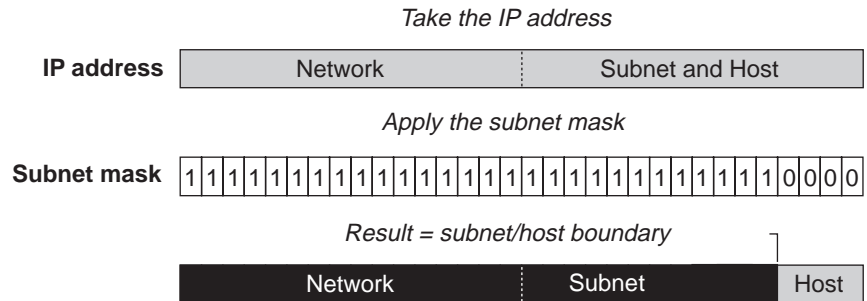 Take the IP address
IP address Network Subnet and Host
Apply the subnet mask
Subnet mask 1 1 1 1 1 1 1 1 1 1 1 1 1 1 1 1 1 1 1 1 1 1 1 1 1 1 1 1 0 0 0 0
Result = subnet/host boundary
Network Subnet Host